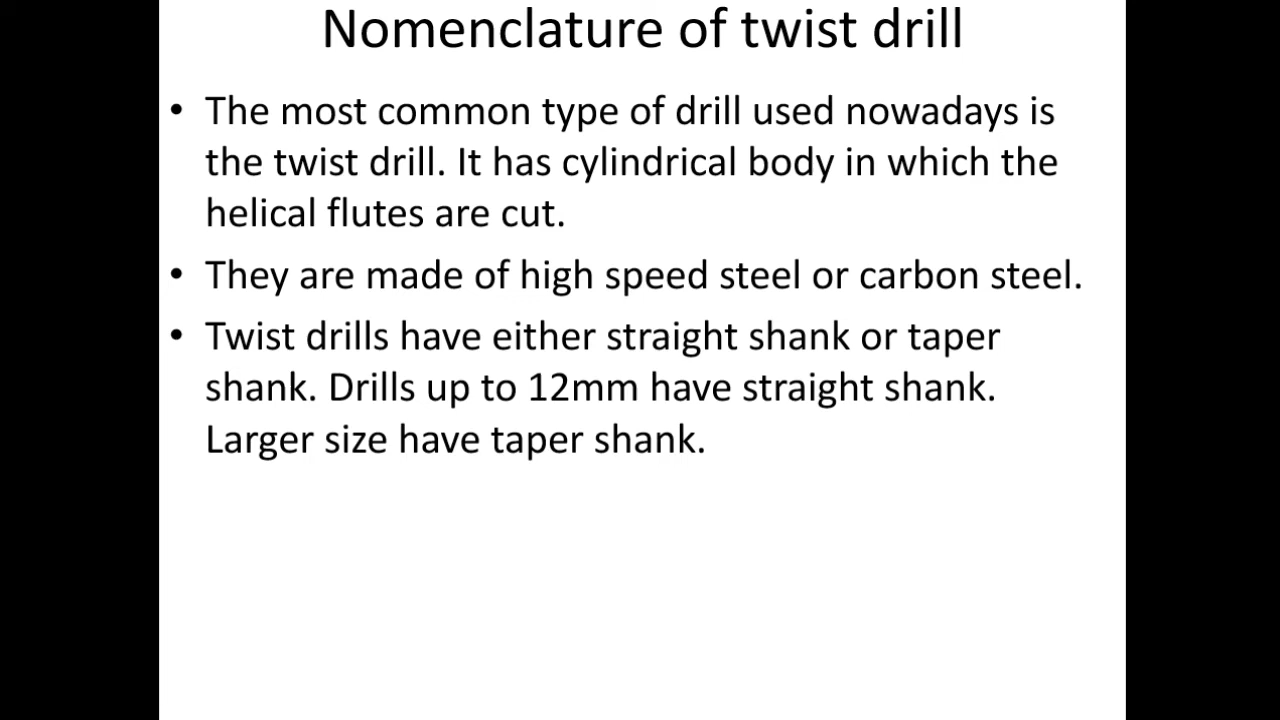 Nomenclature of twist drill
• The most common type of drill used nowadays is
the twist drill. It has cylindrical body in which the
helical flutes are cut.
• They are made of high speed steel or carbon steel.
• Twist drills have either straight shank or taper
shank. Drills up to 12mm have straight shank.
Larger size have taper shank.